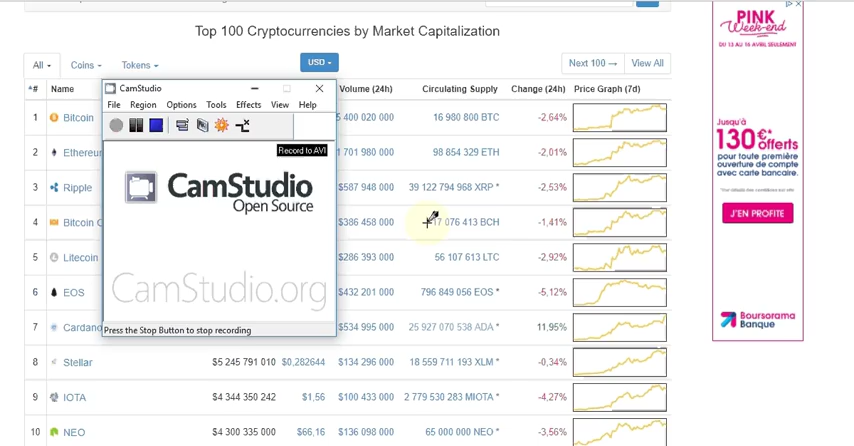 Top 100 Cryptocurrencies by Market Capitalization
All Coins Tokens USD Next 100 → View All
# Name Volume (24h) Circulating Supply Change (24h) Price Graph (7d)
CamStudio
File Region Options Tools Effects View Help
Record to AVI
CamStudio
Open Source
CamStudio.org
Press the Stop Button to stop recording
1 Bitcoin 5 400 020 000 16 980 800 BTC -2,64%
2 Ethereu 1 701 980 000 98 854 329 ETH -2,01%
3 Ripple $587 948 000 39 122 794 968 XRP * -2,53%
4 Bitcoin C $386 458 000 17 076 413 BCH -1,41%
5 Litecoin $286 393 000 56 107 613 LTC -2,92%
6 EOS $432 201 000 796 849 056 EOS * -5,12%
7 Cardano $534 995 000 25 927 070 538 ADA * 11,95%
8 Stellar $5 245 791 010 $0,282644 $134 296 000 18 559 711 193 XLM * -0,34%
9 IOTA $4 344 350 242 $1,56 $100 433 000 2 779 530 283 MIOTA * -4,27%
10 NEO $4 300 335 000 $66,16 $136 098 000 65 000 000 NEO * -3,56%
PINK
Week-end
DU 13 AU 16 AVRIL SEULEMENT
Jusqu'à
130€* offerts
pour toute première
ouverture de compte
avec carte bancaire.
J'EN PROFITE
Boursorama
Banque